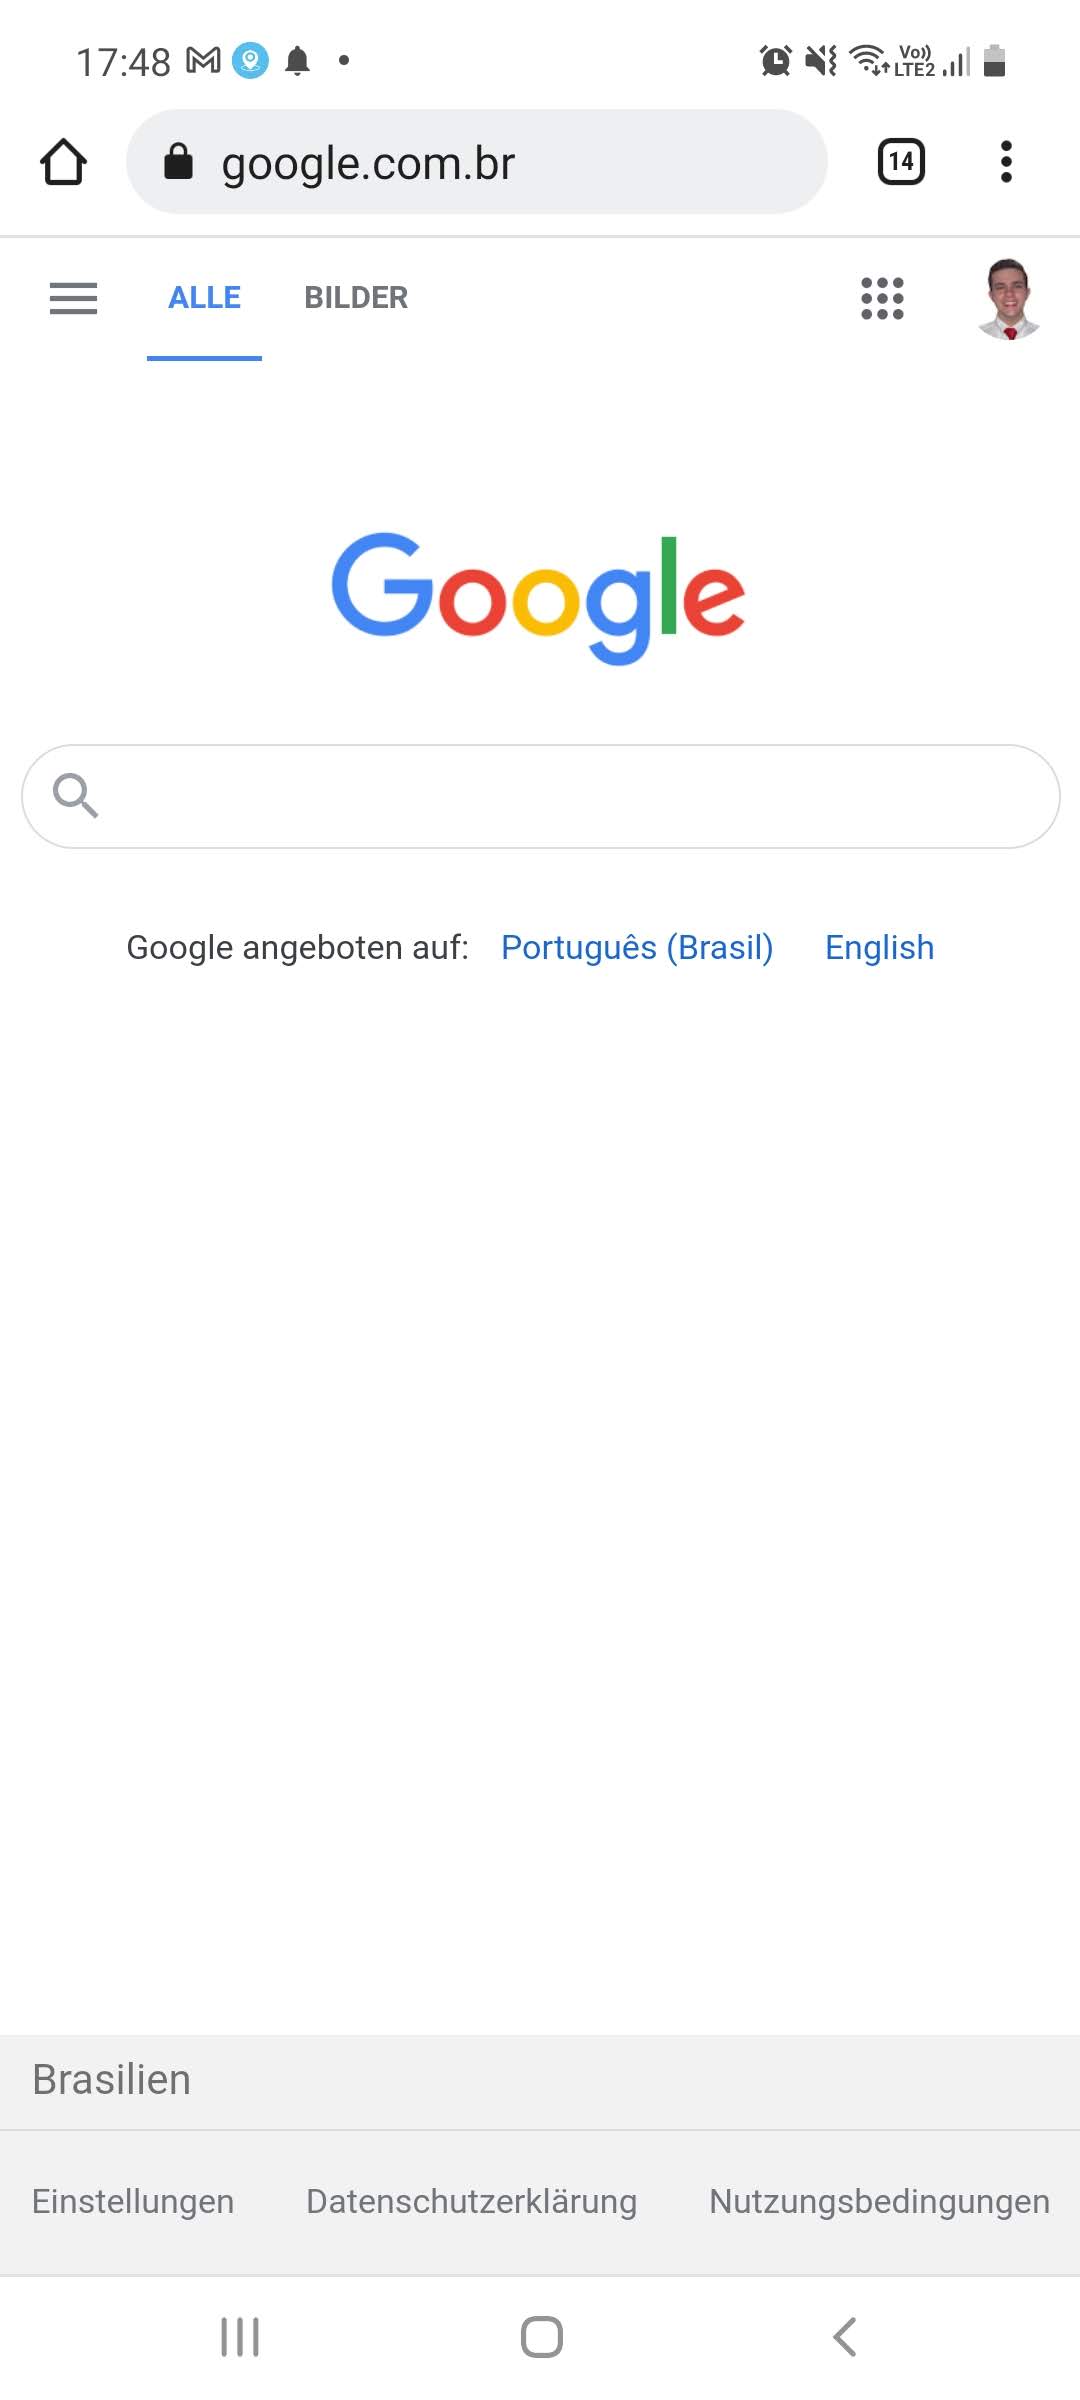 17:48 Vo)) LTE2
google.com.br 14
ALLE BILDER
Google
Google angeboten auf: Português (Brasil) English
Brasilien
Einstellungen Datenschutzerklärung Nutzungsbedingungen